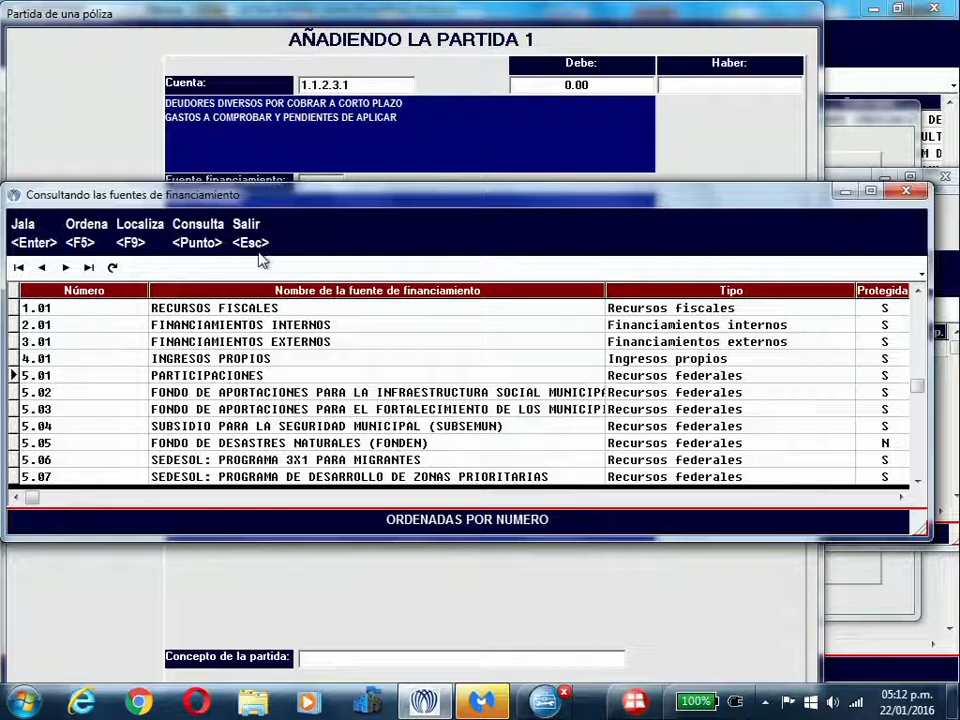 Partida de una póliza
AÑADIENDO LA PARTIDA 1
Debe: Haber:
Cuenta: 1.1.2.3.1 0.00
DEUDORES DIVERSOS POR COBRAR A CORTO PLAZO
GASTOS A COMPROBAR Y PENDIENTES DE APLICAR
Fuente financiamiento:
Consultando las fuentes de financiamiento
Jala Ordena Localiza Consulta Salir
<Enter> <F5> <F9> <Punto> <Esc>
Número Nombre de la fuente de financiamiento Tipo Protegida
1.01 RECURSOS FISCALES Recursos fiscales S
2.01 FINANCIAMIENTOS INTERNOS Financiamientos internos S
3.01 FINANCIAMIENTOS EXTERNOS Financiamientos externos S
4.01 INGRESOS PROPIOS Ingresos propios S
5.01 PARTICIPACIONES Recursos federales S
5.02 FONDO DE APORTACIONES PARA LA INFRAESTRUCTURA SOCIAL MUNICIPA Recursos federales S
5.03 FONDO DE APORTACIONES PARA EL FORTALECIMIENTO DE LOS MUNICIPI Recursos federales S
5.04 SUBSIDIO PARA LA SEGURIDAD MUNICIPAL (SUBSEMUN) Recursos federales S
5.05 FONDO DE DESASTRES NATURALES (FONDEN) Recursos federales N
5.06 SEDESOL: PROGRAMA 3X1 PARA MIGRANTES Recursos federales S
5.07 SEDESOL: PROGRAMA DE DESARROLLO DE ZONAS PRIORITARIAS Recursos federales S
ORDENADAS POR NUMERO
Concepto de la partida:
100%
05:12 p.m.
22/01/2016